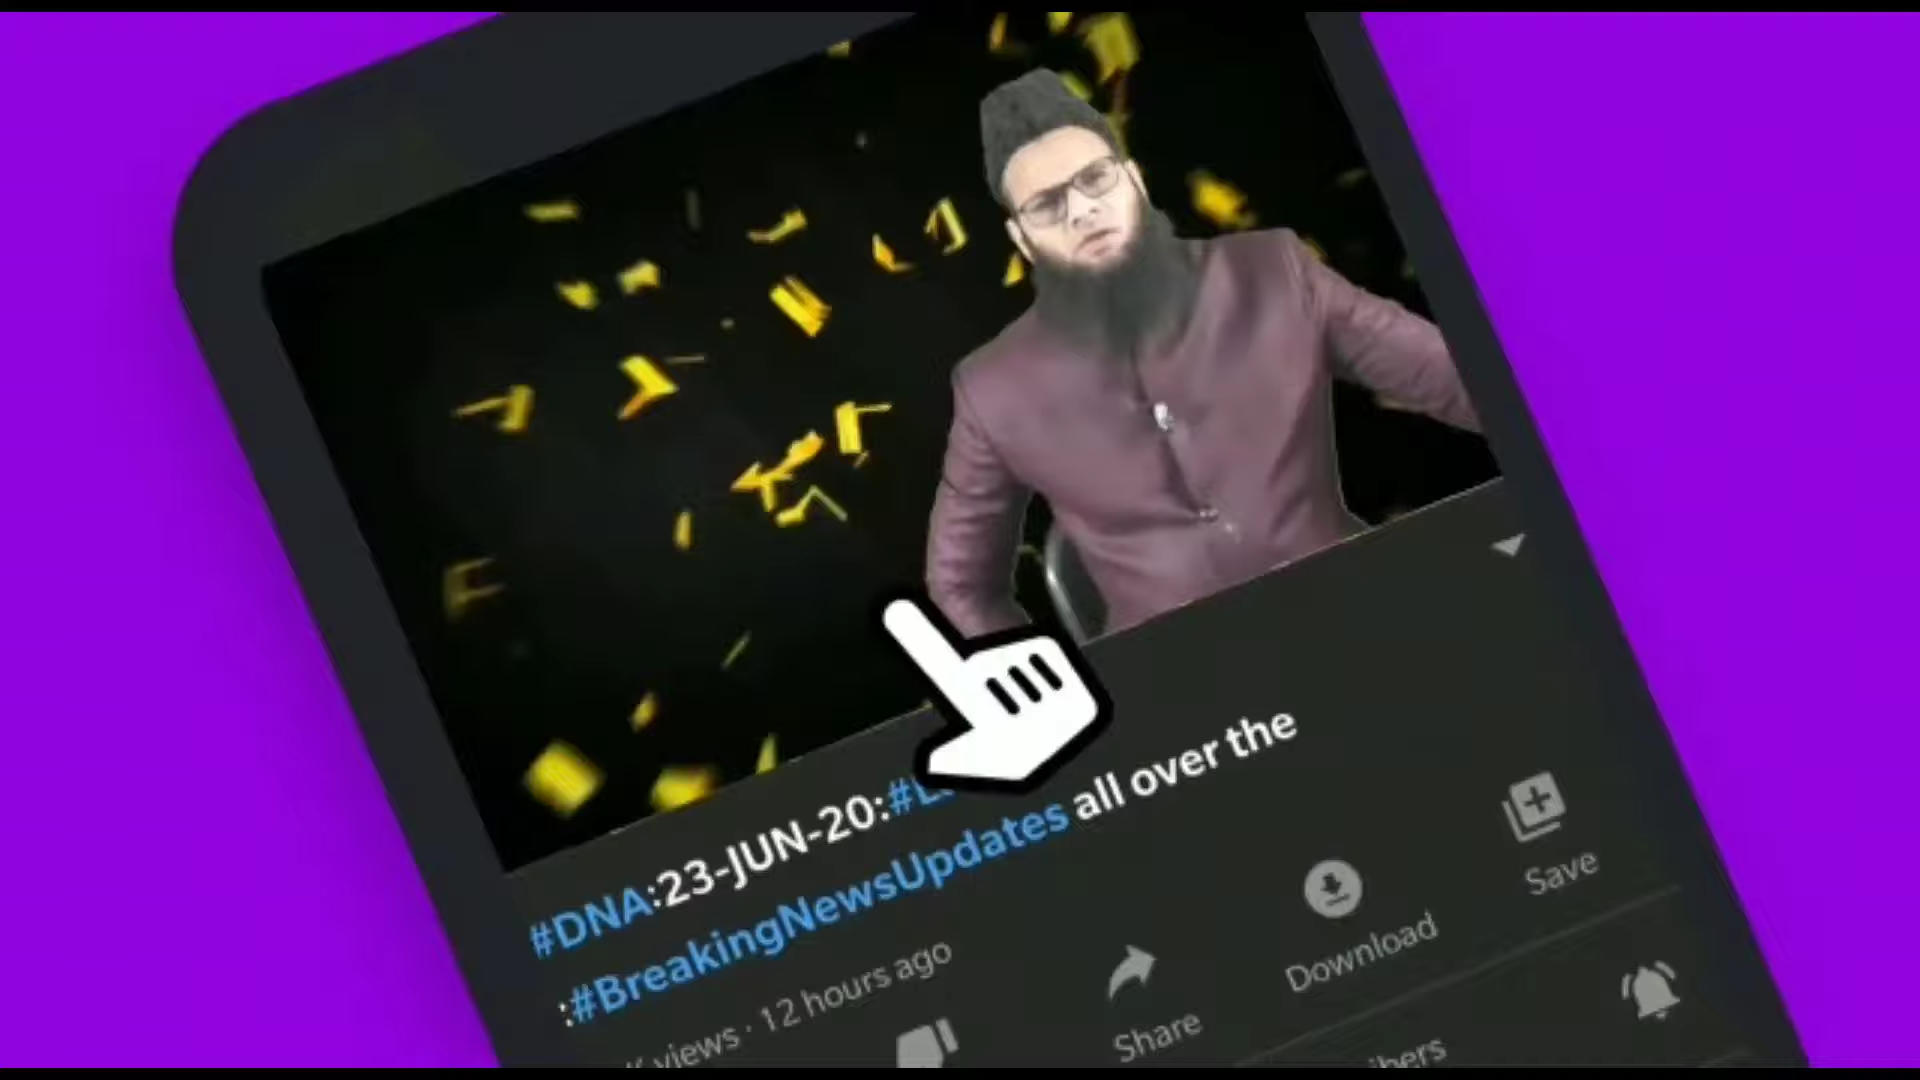 #DNA:23-JUN-20:
:#BreakingNewsUpdates all over the
views · 12 hours ago
Share
Download
Save